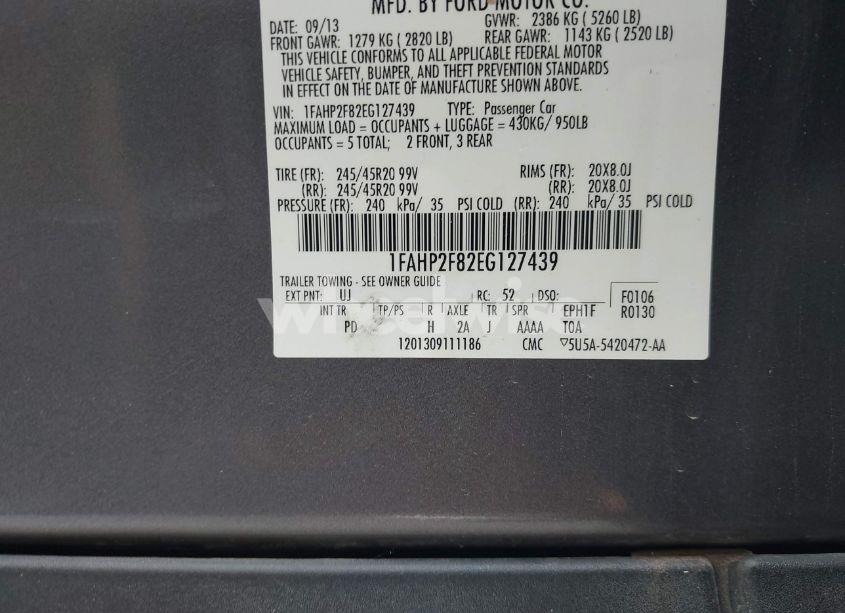 MFD. BY FORD MOTOR CO.
DATE: 09/13 GVWR: 2386 KG ( 5260 LB)
FRONT GAWR: 1279 KG ( 2820 LB) REAR GAWR: 1143 KG ( 2520 LB)
THIS VEHICLE CONFORMS TO ALL APPLICABLE FEDERAL MOTOR
VEHICLE SAFETY, BUMPER, AND THEFT PREVENTION STANDARDS
IN EFFECT ON THE DATE OF MANUFACTURE SHOWN ABOVE.
VIN: 1FAHP2F82EG127439 TYPE: Passenger Car
MAXIMUM LOAD = OCCUPANTS + LUGGAGE = 430KG/ 950LB
OCCUPANTS = 5 TOTAL; 2 FRONT, 3 REAR
TIRE (FR): 245/45R20 99V RIMS (FR): 20X8.0J
(RR): 245/45R20 99V (RR): 20X8.0J
PRESSURE (FR): 240 kPa/ 35 PSI COLD (RR): 240 kPa/ 35 PSI COLD
1FAHP2F82EG127439
TRAILER TOWING - SEE OWNER GUIDE
EXT PNT: UJ RC: 52 DSO: F0106
INT TR TP/PS R AXLE TR SPR EPH1F R0130
PD H 2A J AAAA TOA
1201309111186 CMC ▽5U5A-5420472-AA
wheelwise